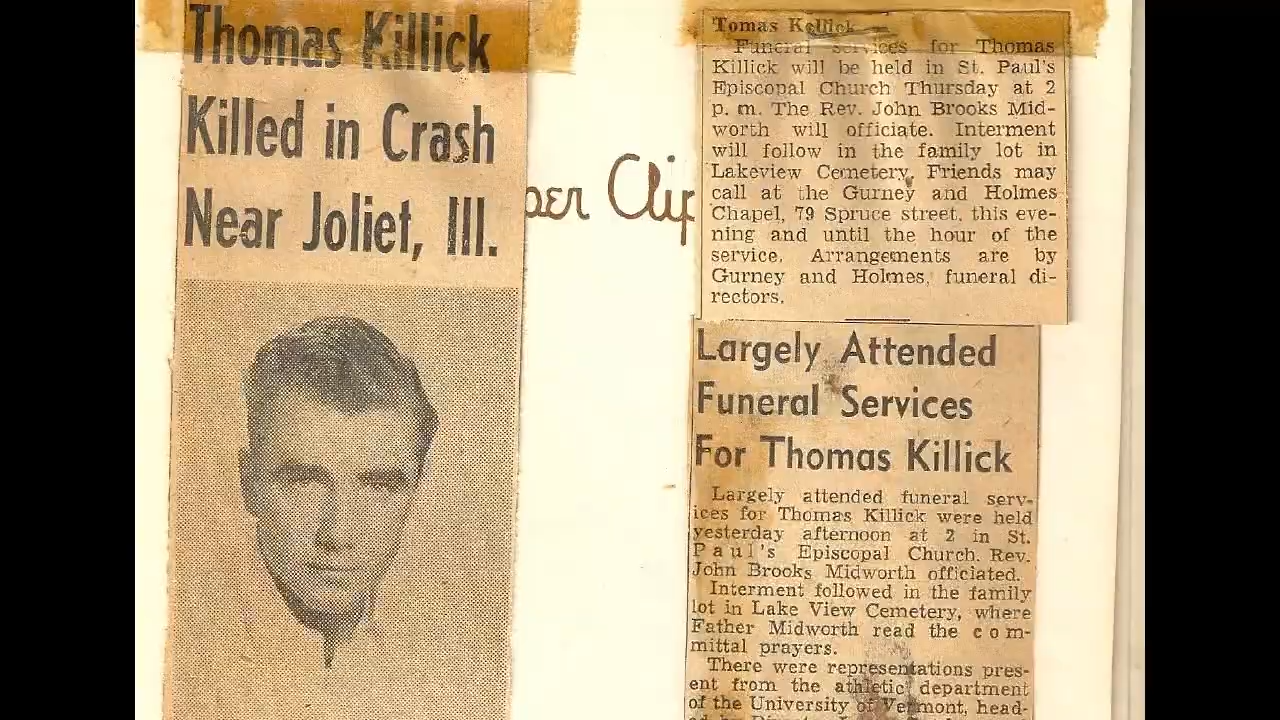 Thomas Killick
Killed in Crash
Near Joliet, Ill.
per Clip
Tomas Kellick
Funeral services for Thomas
Killick will be held in St. Paul's
Episcopal Church Thursday at 2
p. m. The Rev. John Brooks Mid-
worth will officiate. Interment
will follow in the family lot in
Lakeview Cemetery. Friends may
call at the Gurney and Holmes
Chapel, 79 Spruce street, this eve-
ning and until the hour of the
service. Arrangements are by
Gurney and Holmes, funeral di-
rectors.
Largely Attended
Funeral Services
For Thomas Killick
Largely attended funeral serv-
ices for Thomas Killick were held
yesterday afternoon at 2 in St.
Paul's Episcopal Church. Rev.
John Brooks Midworth officiated.
Interment followed in the family
lot in Lake View Cemetery, where
Father Midworth read the com-
mittal prayers.
There were representations pres-
ent from the athletic department
of the University of Vermont, head-